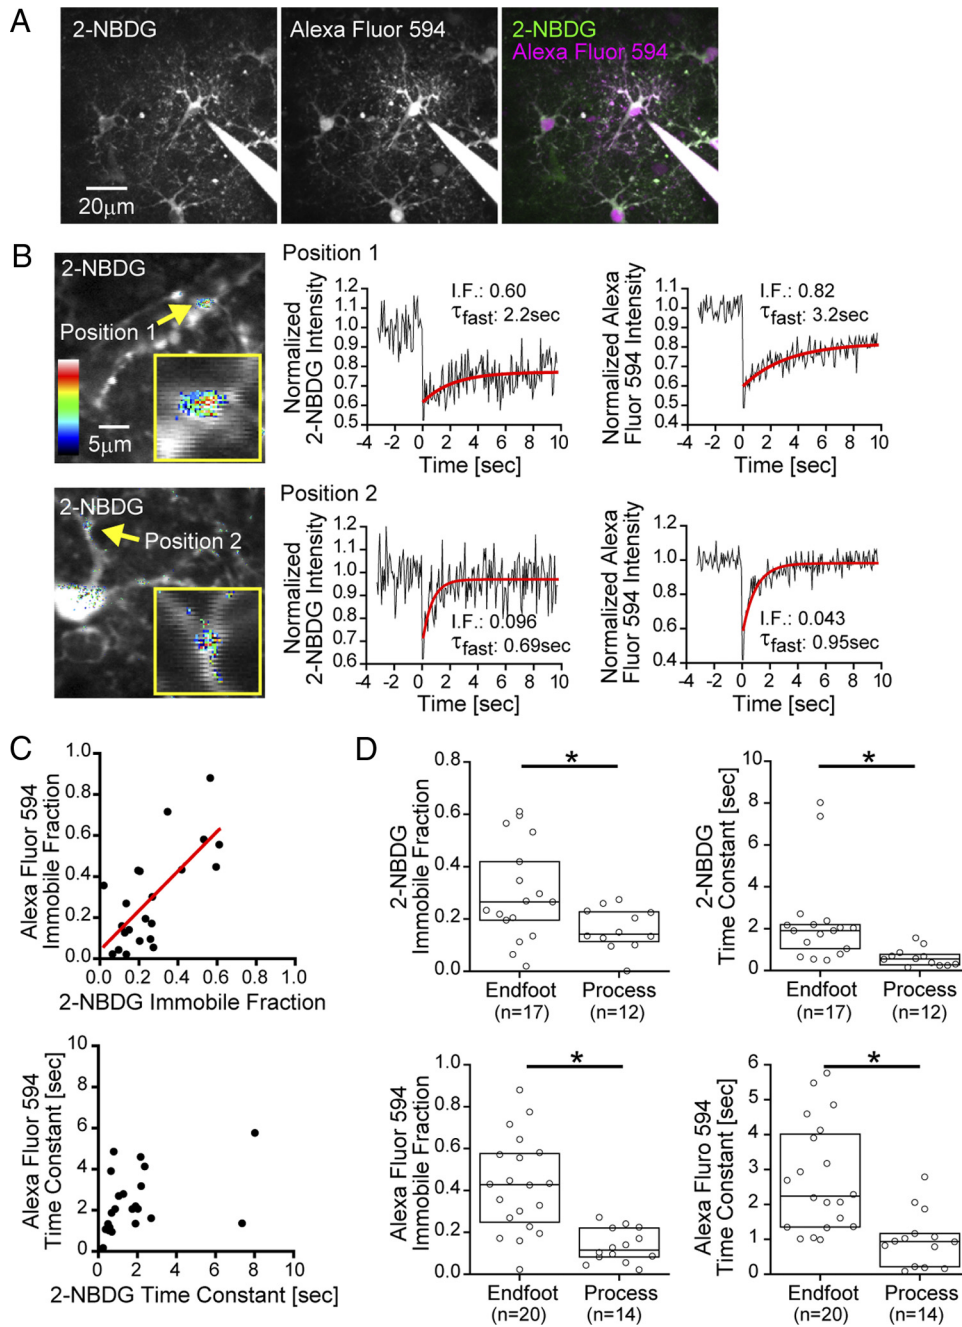 A
2-NBDG
Alexa Fluor 594
2-NBDG
Alexa Fluor 594
20μm
B
2-NBDG
Position 1
5μm
Position 1
Normalized
2-NBDG Intensity
1.1
1.0
0.9
0.8
0.7
0.6
0.5
I.F.: 0.60
τfast: 2.2sec
-4 -2 0 2 4 6 8 10
Time [sec]
Normalized Alexa
Fluor 594 Intensity
1.2
1.1
1.0
0.9
0.8
0.7
0.6
0.5
0.4
I.F.: 0.82
τfast: 3.2sec
-4 -2 0 2 4 6 8 10
Time [sec]
2-NBDG
Position 2
Position 2
Normalized
2-NBDG Intensity
1.2
1.1
1.0
0.9
0.8
0.7
0.6
I.F.: 0.096
τfast: 0.69sec
-4 -2 0 2 4 6 8 10
Time [sec]
Normalized Alexa
Fluor 594 Intensity
1.2
1.0
0.8
0.6
0.4
I.F.: 0.043
τfast: 0.95sec
-4 -2 0 2 4 6 8 10
Time [sec]
C
Alexa Fluor 594
Immobile Fraction
1.0
0.8
0.6
0.4
0.2
0.0
0.0 0.2 0.4 0.6 0.8 1.0
2-NBDG Immobile Fraction
Alexa Fluor 594
Time Constant [sec]
10
8
6
4
2
0
0 2 4 6 8 10
2-NBDG Time Constant [sec]
D
2-NBDG
Immobile Fraction
0.8
0.6
0.4
0.2
0.0
*
Endfoot Process
(n=17) (n=12)
2-NBDG
Time Constant [sec]
10
8
6
4
2
0
*
Endfoot Process
(n=17) (n=12)
Alexa Fluor 594
Immobile Fraction
1.0
0.8
0.6
0.4
0.2
0.0
*
Endfoot Process
(n=20) (n=14)
Alexa Fluro 594
Time Constant [sec]
6
5
4
3
2
1
0
*
Endfoot Process
(n=20) (n=14)